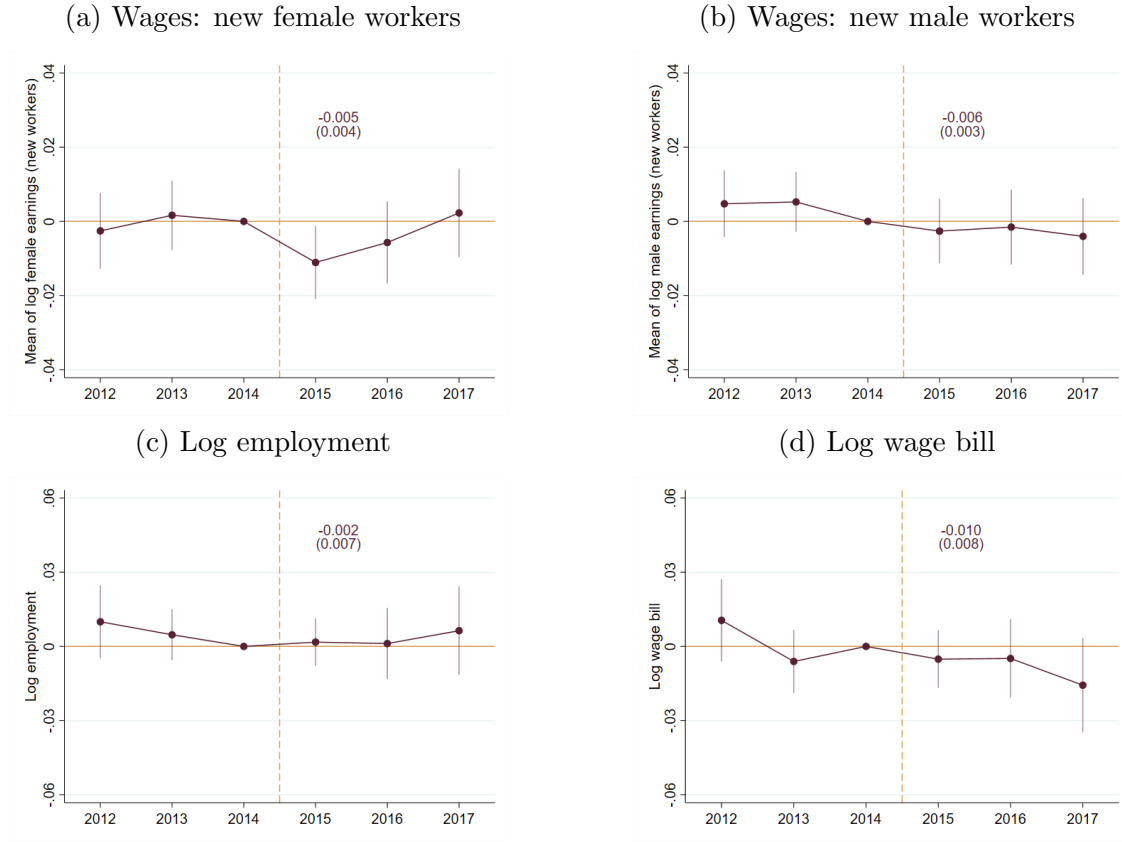 (a) Wages: new female workers
Mean of log female earnings (new workers)
.04
.02
0
-.02
-.04
-0.005
(0.004)
2012 2013 2014 2015 2016 2017
(b) Wages: new male workers
Mean of log male earnings (new workers)
.04
.02
0
-.02
-.04
-0.006
(0.003)
2012 2013 2014 2015 2016 2017
(c) Log employment
Log employment
.06
.03
0
-.03
-.06
-0.002
(0.007)
2012 2013 2014 2015 2016 2017
(d) Log wage bill
Log wage bill
.06
.03
0
-.03
-.06
-0.010
(0.008)
2012 2013 2014 2015 2016 2017